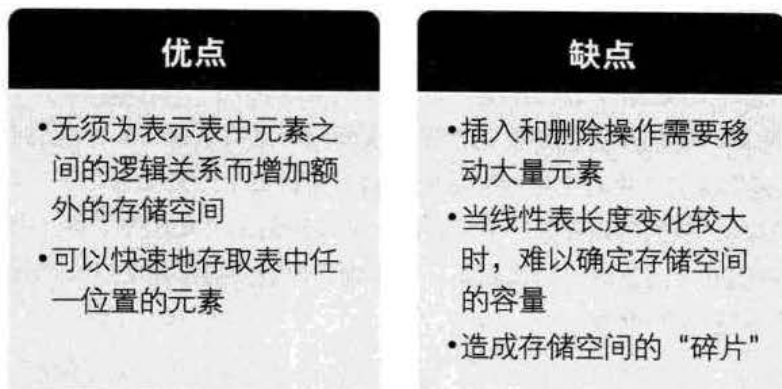 优点
•无须为表示表中元素之
间的逻辑关系而增加额
外的存储空间
•可以快速地存取表中任
一位置的元素
缺点
•插入和删除操作需要移
动大量元素
•当线性表长度变化较大
时，难以确定存储空间
的容量
•造成存储空间的“碎片”